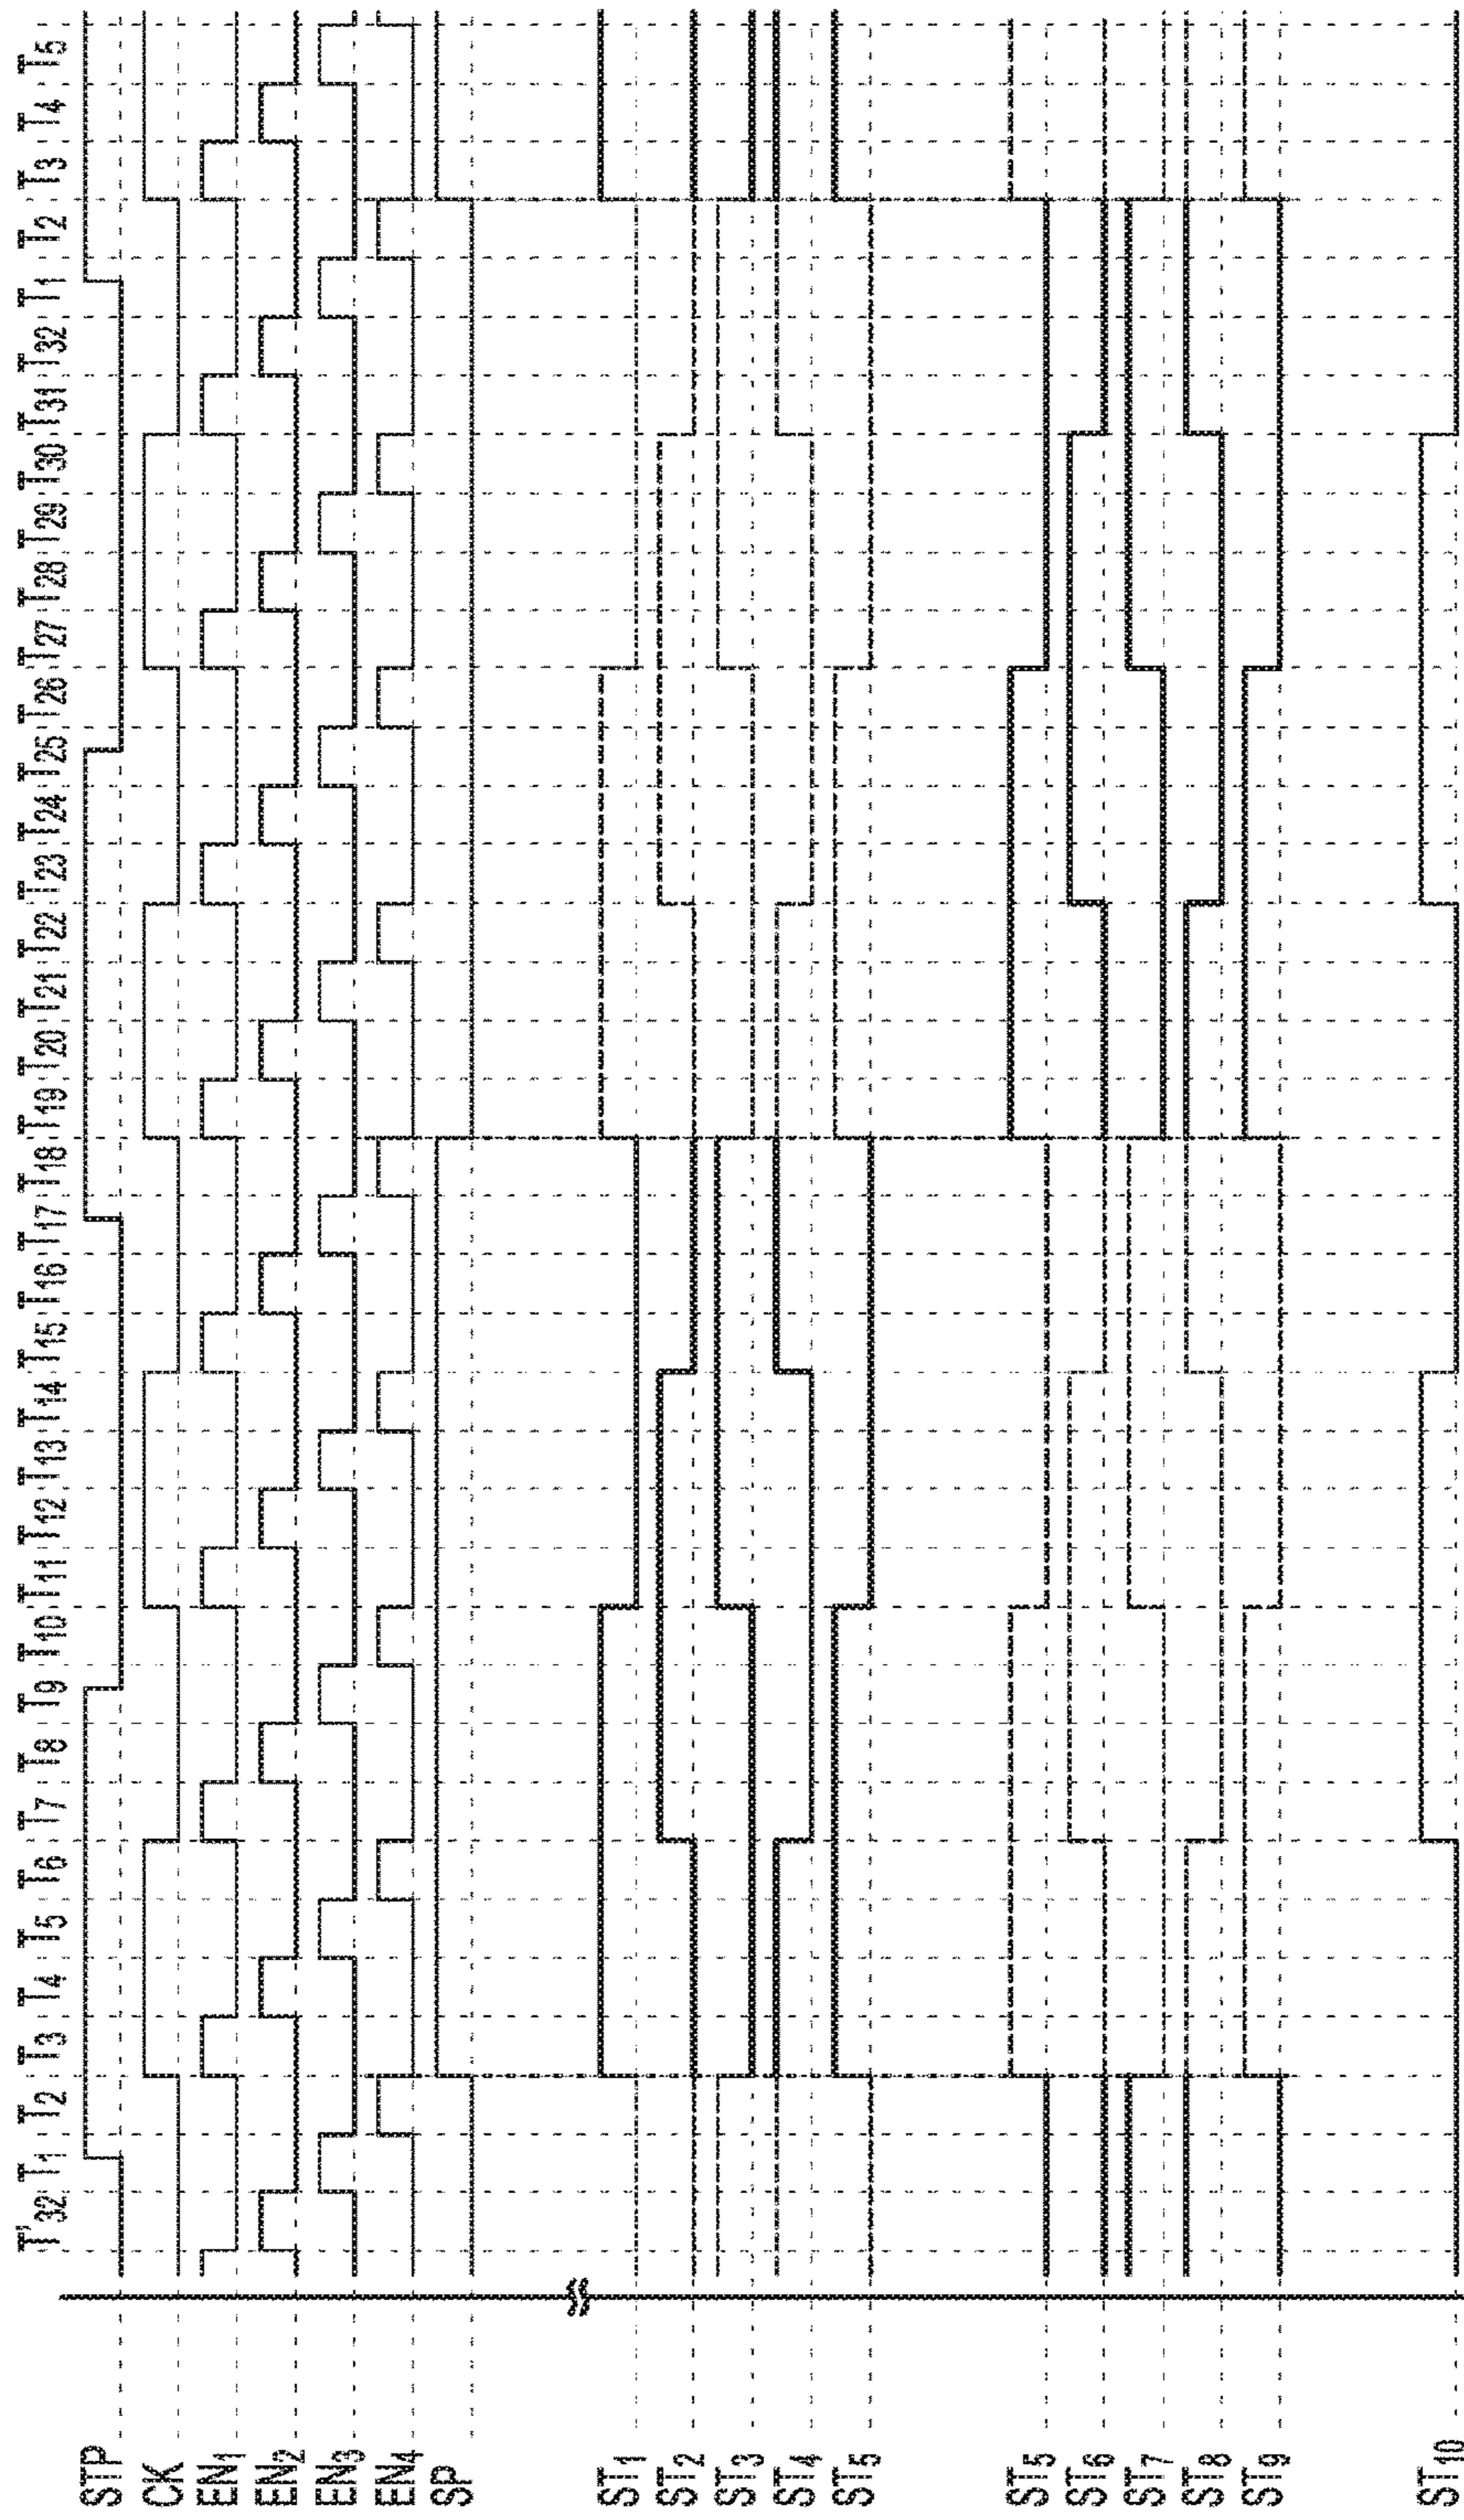 T'32 T1 T2 T3 T4 T5 T6 T7 T8 T9 T10 T11 T12 T13 T14 T15 T16 T17 T18 T19 T20 T21 T22 T23 T24 T25 T26 T27 T28 T29 T30 T31 T32 T1 T2 T3 T4 T5
STP
CK
EN1
EN2
EN3
EN4
SP
ST1
ST2
ST3
ST4
ST5
ST5
ST6
ST7
ST8
ST9
ST10